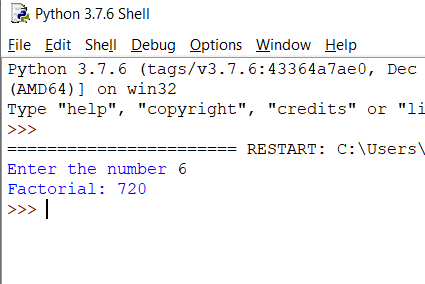 Python 3.7.6 Shell
File Edit Shell Debug Options Window Help
Python 3.7.6 (tags/v3.7.6:43364a7ae0, Dec
(AMD64)] on win32
Type "help", "copyright", "credits" or "li
>>>
======================= RESTART: C:\Users\
Enter the number 6
Factorial: 720
>>>